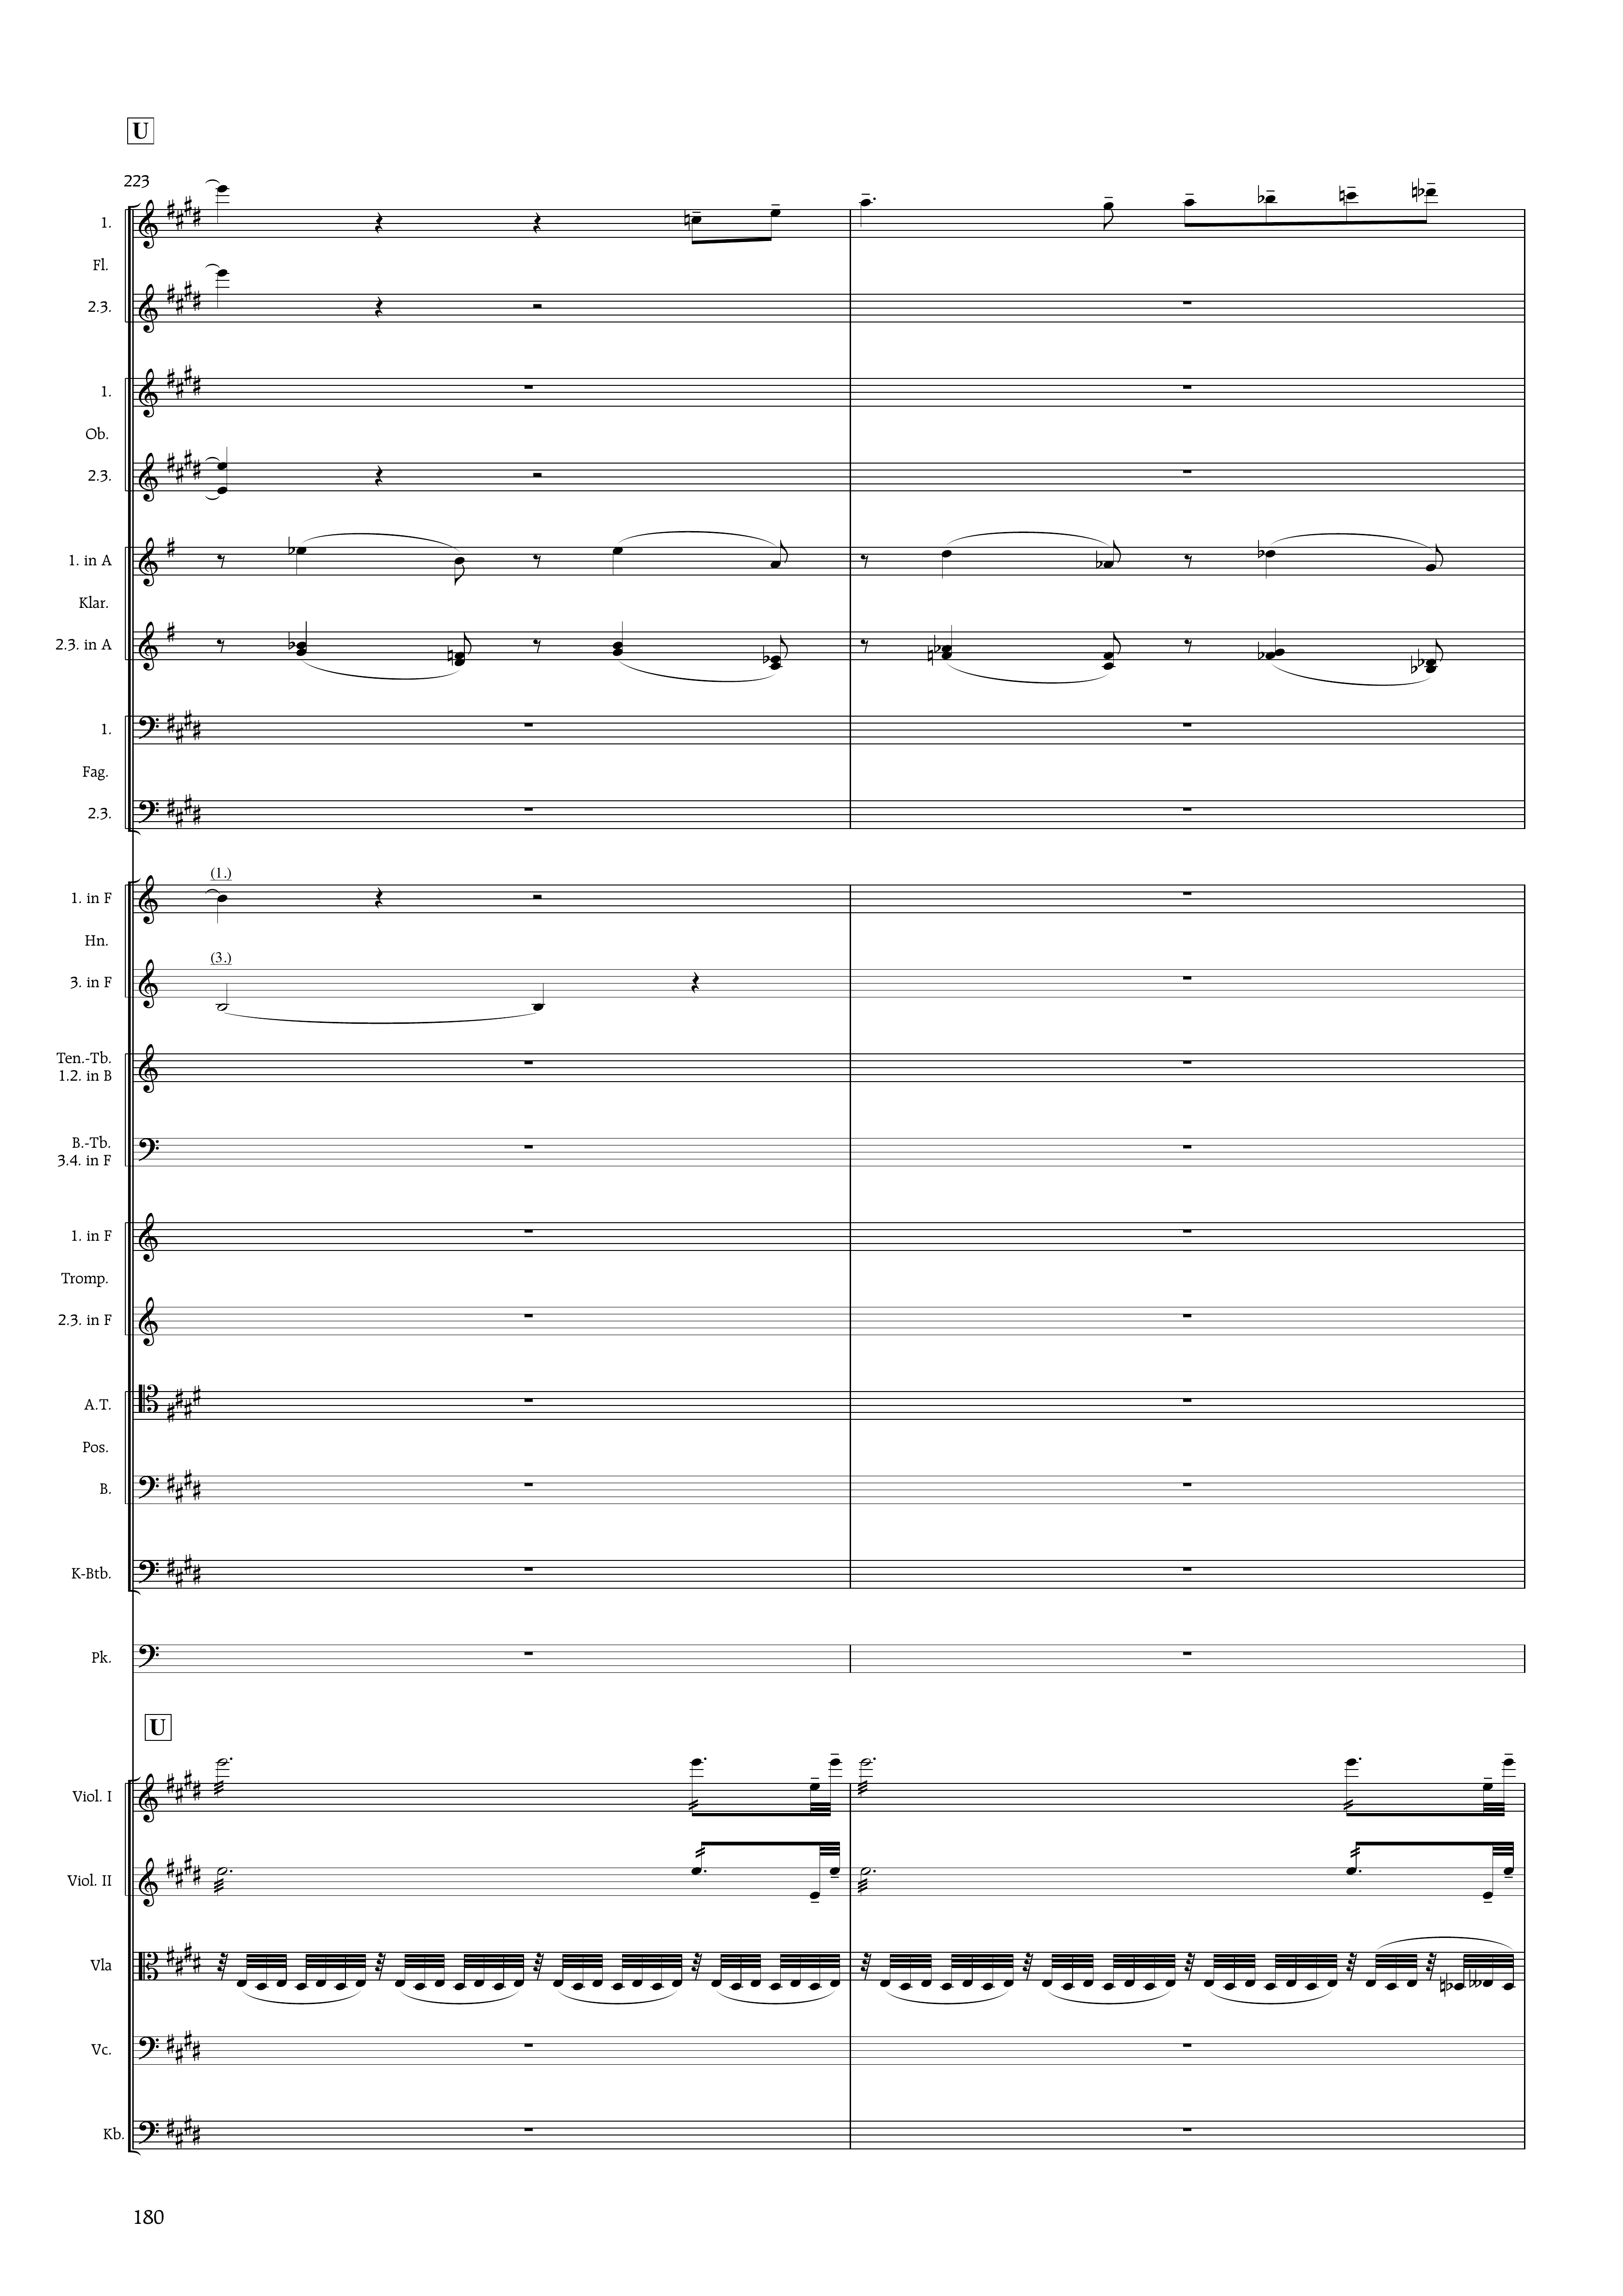 U
223
1.
Fl.
2.3.
1.
Ob.
2.3.
1. in A
Klar.
2.3. in A
1.
Fag.
2.3.
(1.)
1. in F
Hn.
(3.)
3. in F
Ten.-Tb.
1.2. in B
B.-Tb.
3.4. in F
1. in F
Tromp.
2.3. in F
A.T.
Pos.
B.
K-Btb.
Pk.
U
Viol. I
Viol. II
Vla
Vc.
Kb.
180